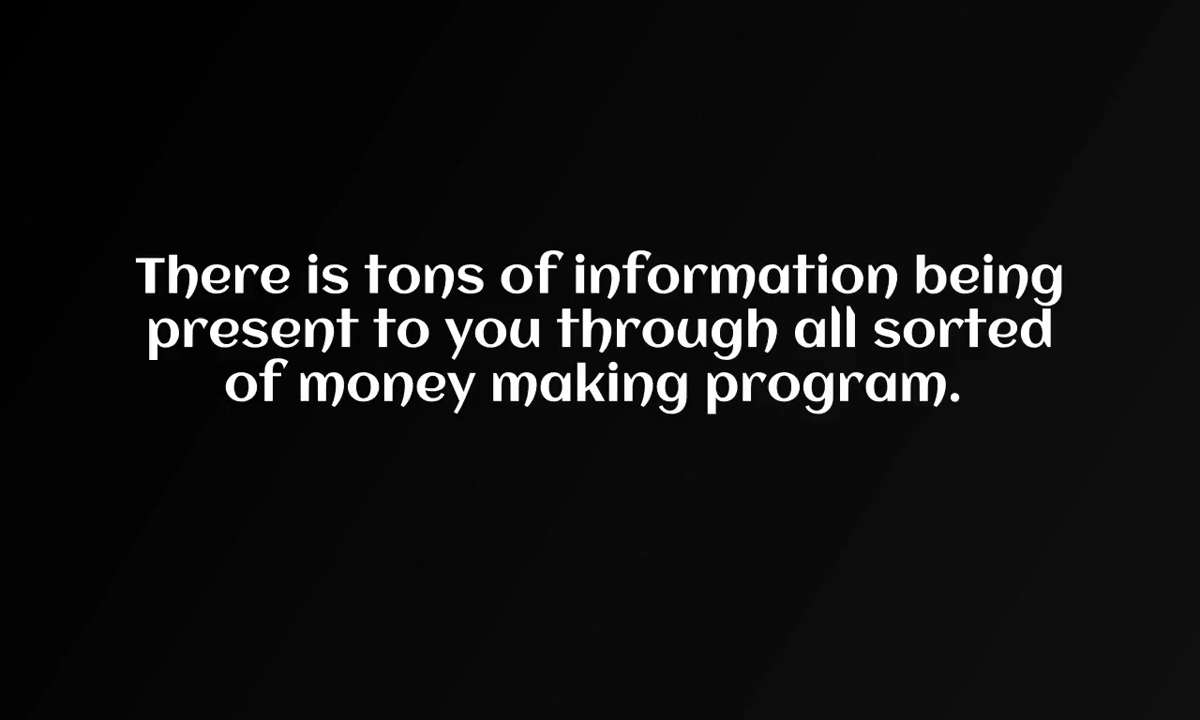 There is tons of information being
present to you through all sorted
of money making program.